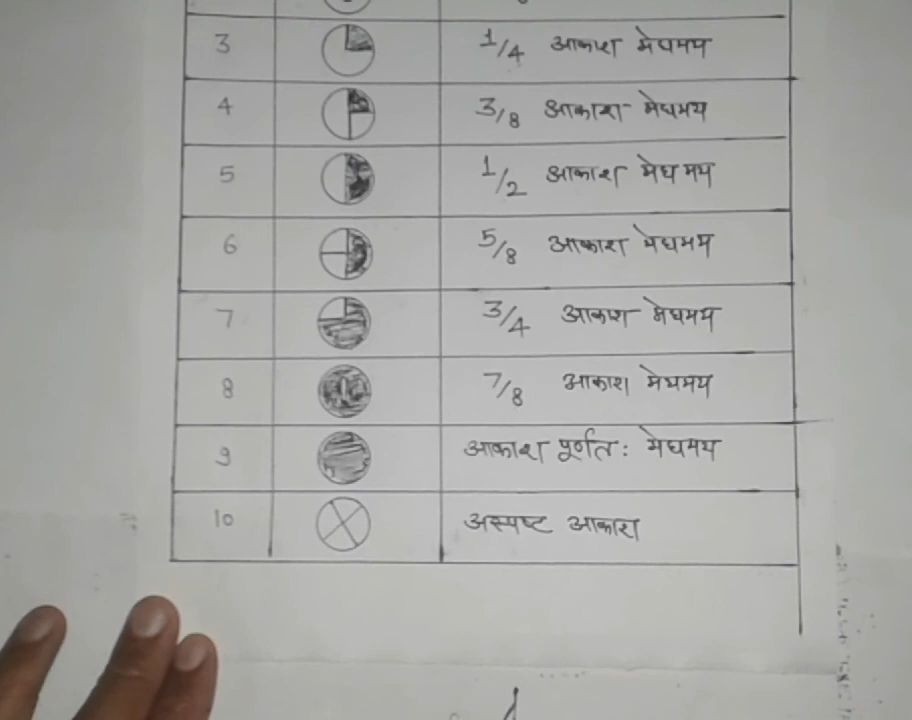 3 1/4 आकाश मेघमय
4 3/8 आकाश मेघमय
5 1/2 आकाश मेघमय
6 5/8 आकाश मेघमय
7 3/4 आकाश मेघमय
8 7/8 आकाश मेघमय
9 आकाश पूर्णत: मेघमय
10 अस्पष्ट आकाश